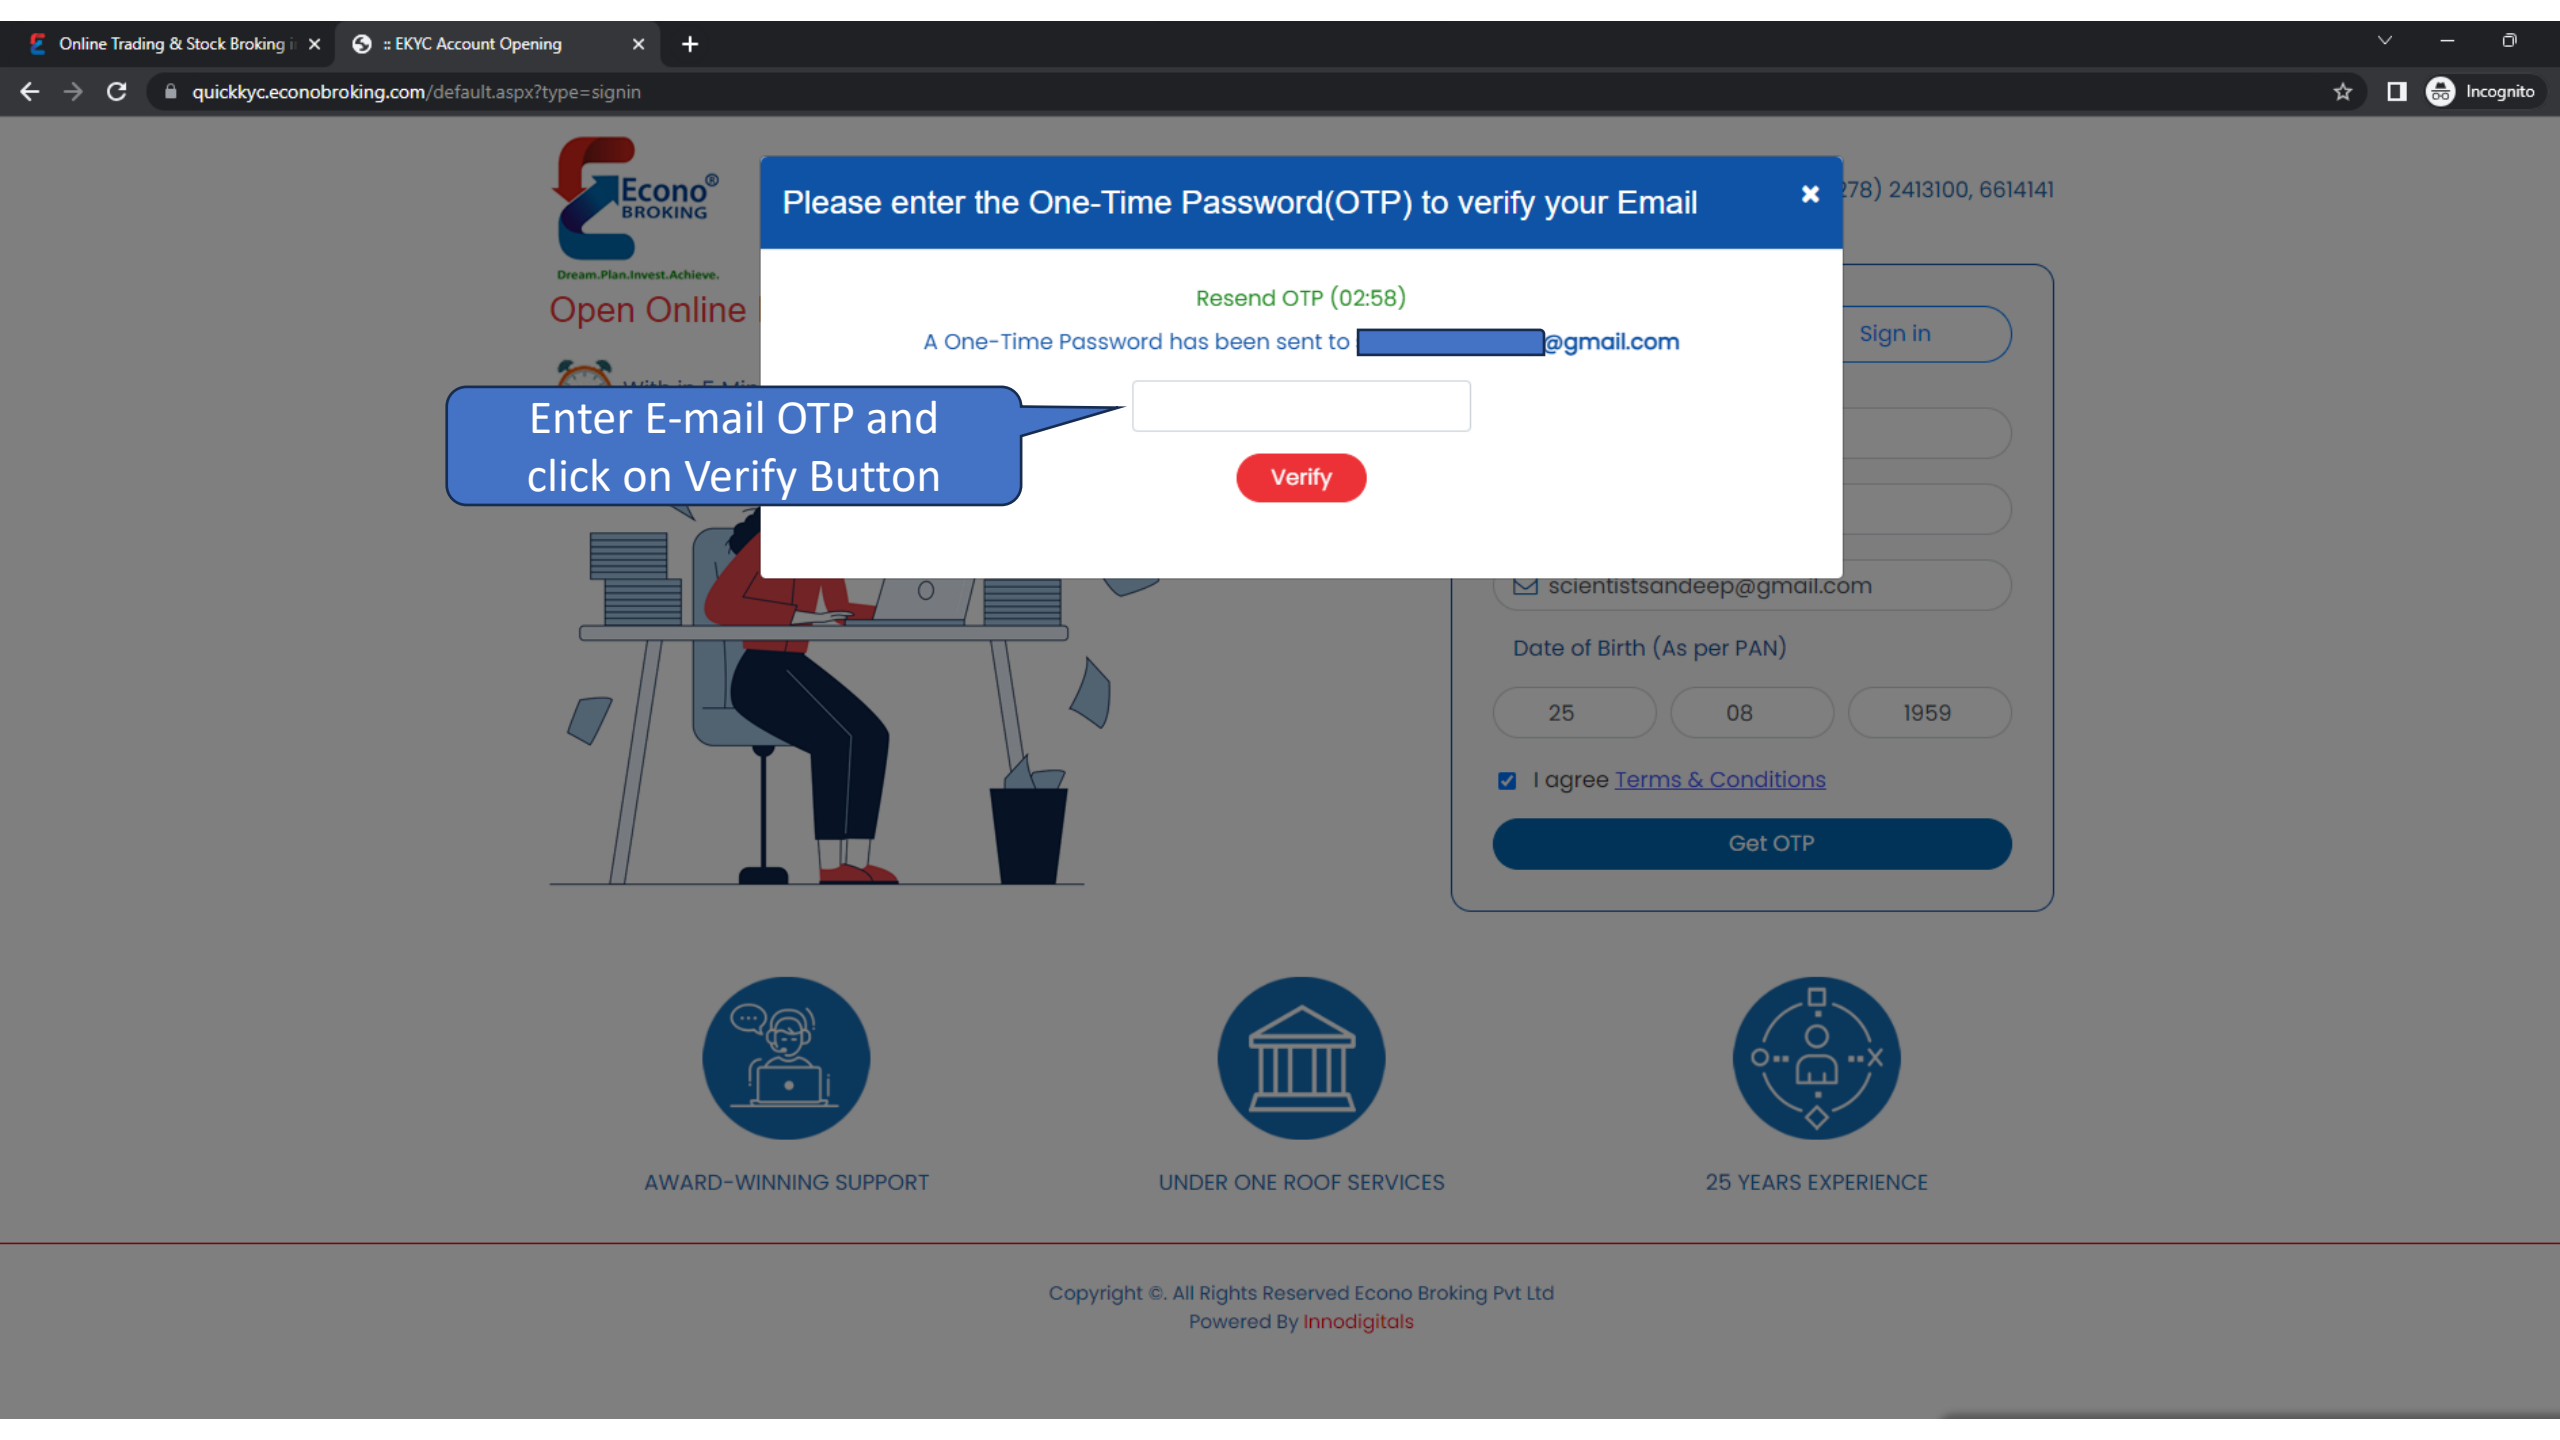 Online Trading & Stock Broking i
:: EKYC Account Opening
quickkyc.econobroking.com/default.aspx?type=signin
Incognito
Econo®
BROKING
Dream.Plan.Invest.Achieve.
Please enter the One-Time Password(OTP) to verify your Email
278) 2413100, 6614141
Open Online
Resend OTP (02:58)
A One-Time Password has been sent to @gmail.com
Sign in
With in 5 Min
Enter E-mail OTP and
click on Verify Button
Verify
scientistsandeep@gmail.com
Date of Birth (As per PAN)
25 08 1959
I agree Terms & Conditions
Get OTP
AWARD-WINNING SUPPORT
UNDER ONE ROOF SERVICES
25 YEARS EXPERIENCE
Copyright ©. All Rights Reserved Econo Broking Pvt Ltd
Powered By Innodigitals